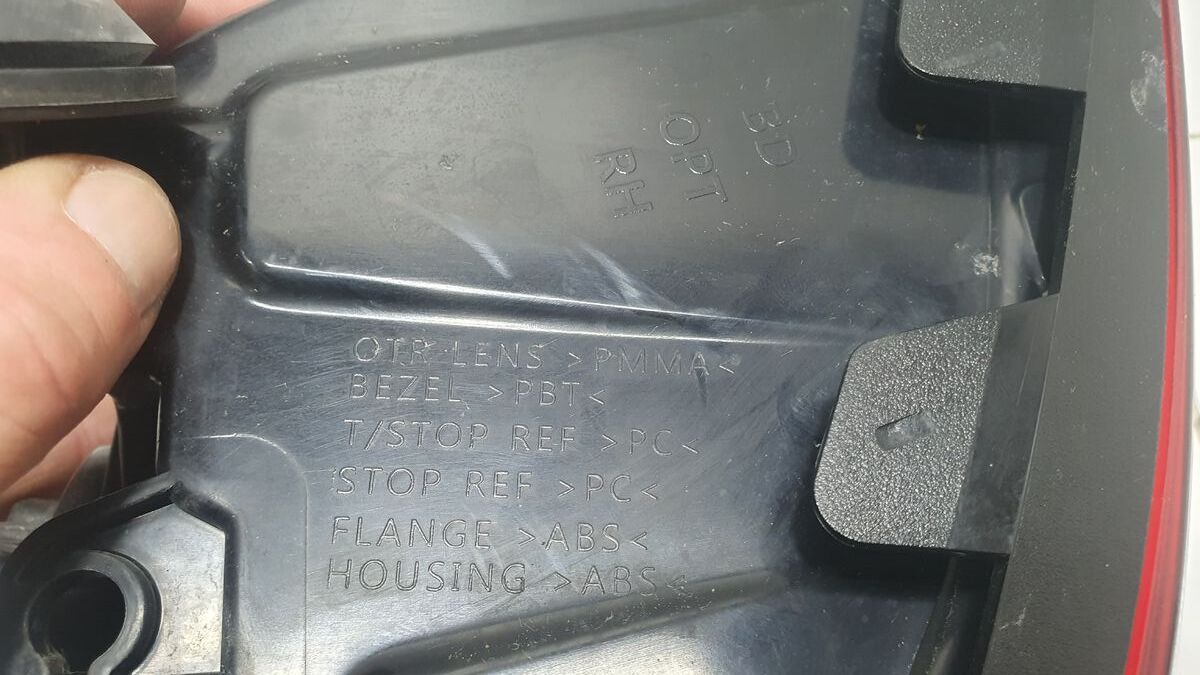 BD
OPT
RH
OTR-LENS >PMMA<
BEZEL >PBT<
T/STOP REF >PC<
STOP REF >PC<
FLANGE >ABS<
HOUSING >ABS<